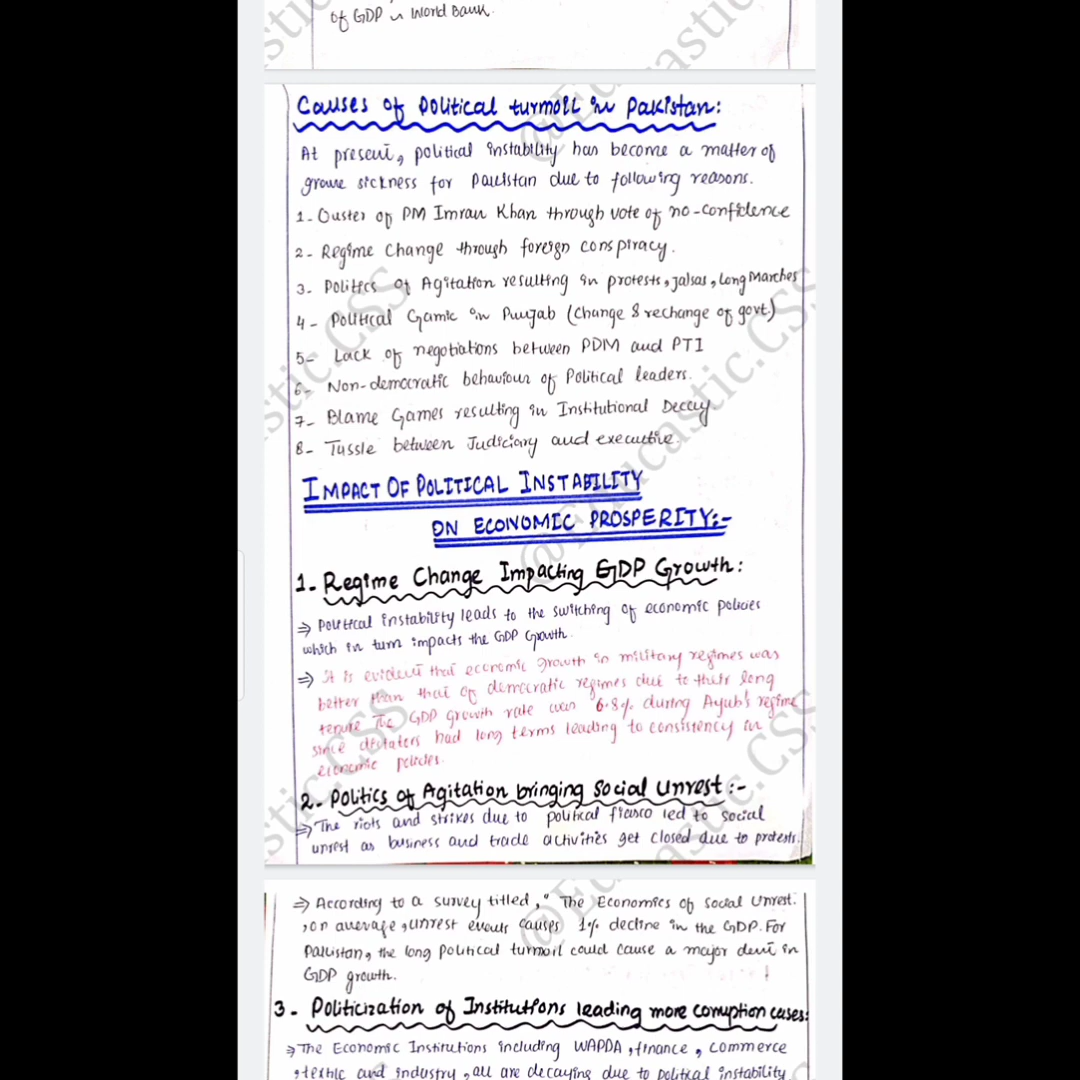 of GDP in World Bank.
Causes of Political turmoil in Pakistan:
At present, political instability has become a matter of
grave sickness for Pakistan due to following reasons.
1- Ouster of PM Imran Khan through vote of no-confidence
2- Regime Change through foreign conspiracy.
3. Politics of Agitation resulting in protests, jalsas, Long Marches
4- Political Gamic in Punjab (Change & rechange of govt.)
5- Lack of negotiations between PDM and PTI
6- Non-democratic behaviour of Political leaders.
7- Blame Games resulting in Institutional Decay.
8- Tussle between Judiciary and executive.
IMPACT OF POLITICAL INSTABILITY
ON ECONOMIC PROSPERITY:-
1- Regime Change Impacting GDP Growth:
⇒ Political instability leads to the switching of economic policies
which in turn impacts the GDP Growth.
⇒ It is evident that economic growth in military regimes was
better than that of democratic regimes due to their long
tenure The GDP growth rate was 6.8% during Ayub's regime
since dictators had long terms leading to consistency in
economic policies.
2- Politics of Agitation bringing Social Unrest:-
⇒ The riots and strikes due to political fiasco led to social
unrest as business and trade activities get closed due to protests.
⇒ According to a survey titled, "The Economics of Social Unrest.
, on average, unrest events causes 1% decline in the GDP. For
Pakistan, the long political turmoil could cause a major dent in
GDP growth.
3- Politicization of Institutions leading more corruption cases:
⇒ The Economic Institutions including WAPDA, finance, commerce
, textile and industry, all are decaying due to political instability
@Educastic.CSS